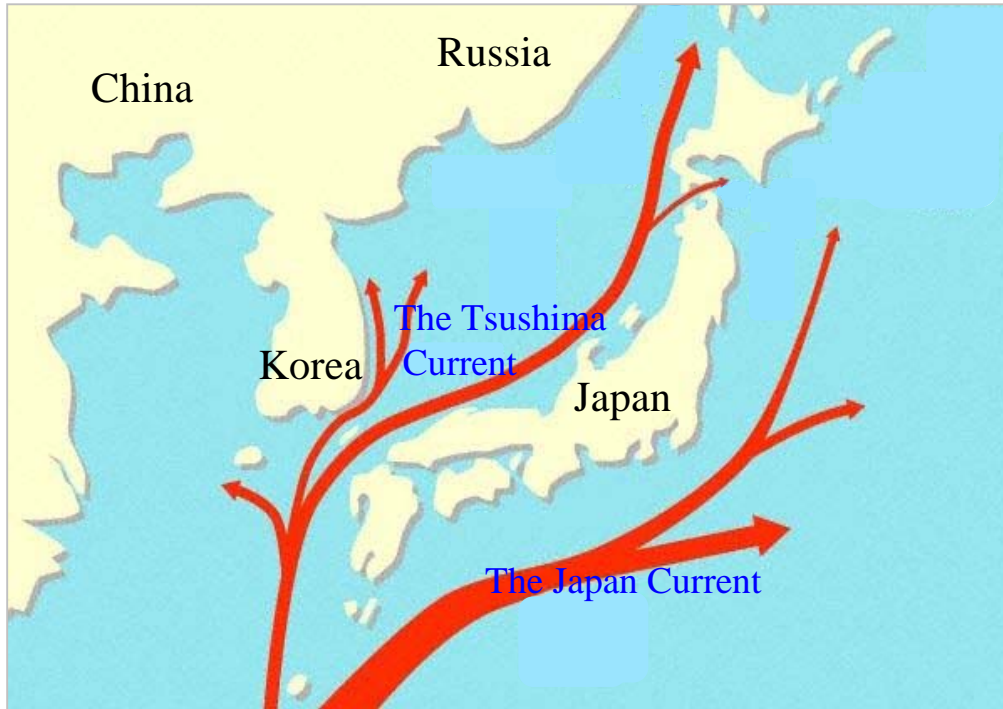 Russia
China
The Tsushima
Current
Korea
Japan
The Japan Current